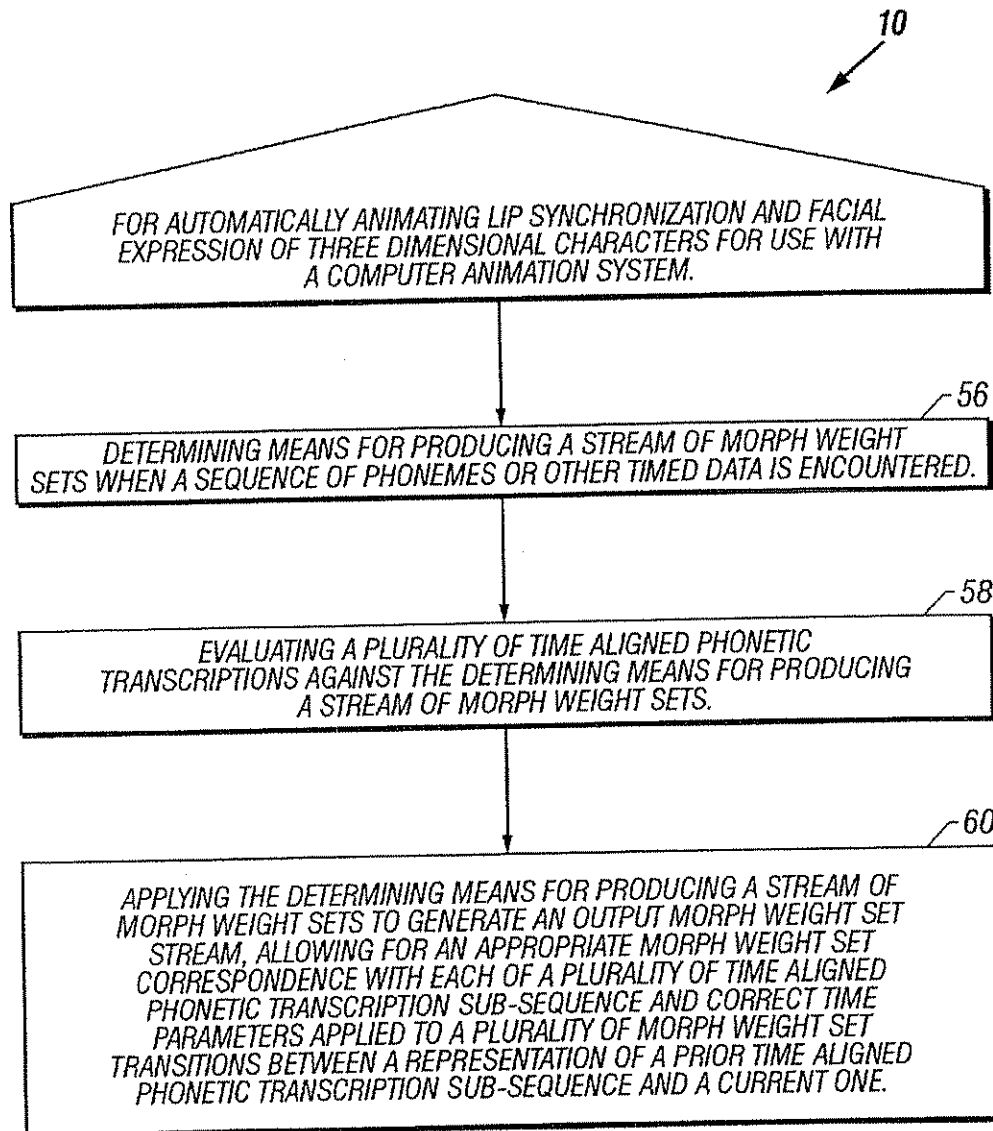 10
FOR AUTOMATICALLY ANIMATING LIP SYNCHRONIZATION AND FACIAL
EXPRESSION OF THREE DIMENSIONAL CHARACTERS FOR USE WITH
A COMPUTER ANIMATION SYSTEM.
56
DETERMINING MEANS FOR PRODUCING A STREAM OF MORPH WEIGHT
SETS WHEN A SEQUENCE OF PHONEMES OR OTHER TIMED DATA IS ENCOUNTERED.
58
EVALUATING A PLURALITY OF TIME ALIGNED PHONETIC
TRANSCRIPTIONS AGAINST THE DETERMINING MEANS FOR PRODUCING
A STREAM OF MORPH WEIGHT SETS.
60
APPLYING THE DETERMINING MEANS FOR PRODUCING A STREAM OF
MORPH WEIGHT SETS TO GENERATE AN OUTPUT MORPH WEIGHT SET
STREAM, ALLOWING FOR AN APPROPRIATE MORPH WEIGHT SET
CORRESPONDENCE WITH EACH OF A PLURALITY OF TIME ALIGNED
PHONETIC TRANSCRIPTION SUB-SEQUENCE AND CORRECT TIME
PARAMETERS APPLIED TO A PLURALITY OF MORPH WEIGHT SET
TRANSITIONS BETWEEN A REPRESENTATION OF A PRIOR TIME ALIGNED
PHONETIC TRANSCRIPTION SUB-SEQUENCE AND A CURRENT ONE.